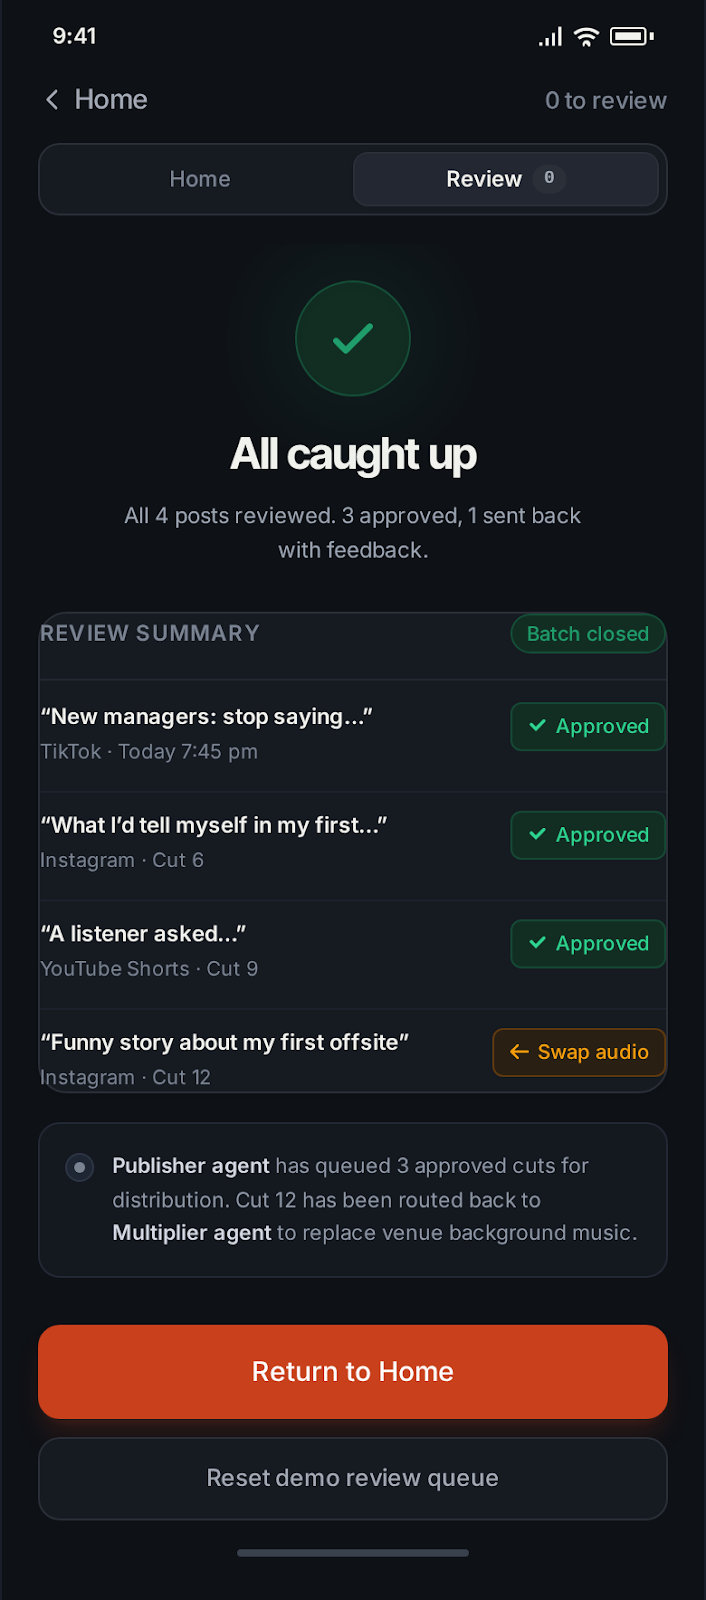 9:41
Home
0 to review
Home
Review 0
All caught up
All 4 posts reviewed. 3 approved, 1 sent back
with feedback.
REVIEW SUMMARY
Batch closed
“New managers: stop saying…”
TikTok · Today 7:45 pm
Approved
“What I’d tell myself in my first…”
Instagram · Cut 6
Approved
“A listener asked…”
YouTube Shorts · Cut 9
Approved
“Funny story about my first offsite”
Instagram · Cut 12
Swap audio
Publisher agent has queued 3 approved cuts for
distribution. Cut 12 has been routed back to
Multiplier agent to replace venue background music.
Return to Home
Reset demo review queue